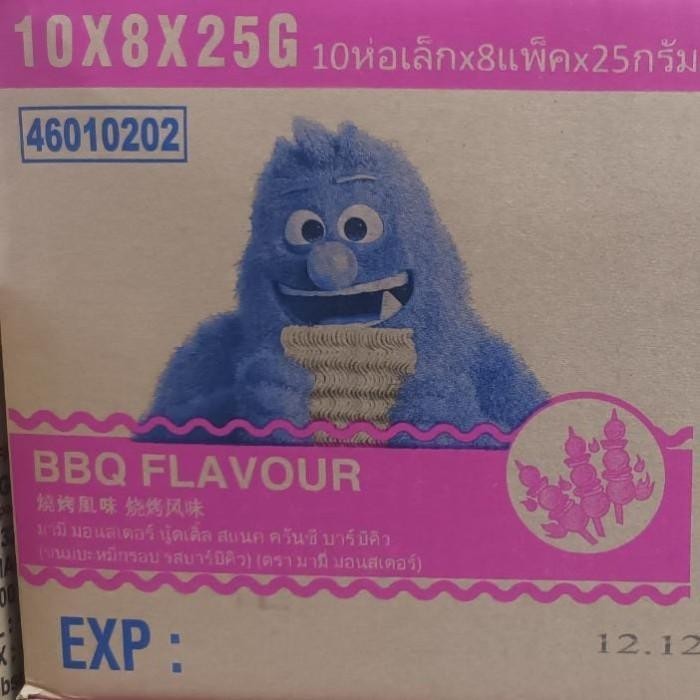 10X8X25G 10ห่อเล็กx8แพ็คx25กรัม
46010202
BBQ FLAVOUR
燒烤風味 烧烤风味
มามี่ มอนสเตอร์ นู้ดเดิ้ล สแนค ครันชี่ บาร์บีคิว
(ขนมบะหมี่กรอบ รสบาร์บีคิว) (ตรา มามี่ มอนสเตอร์)
EXP :
12.12